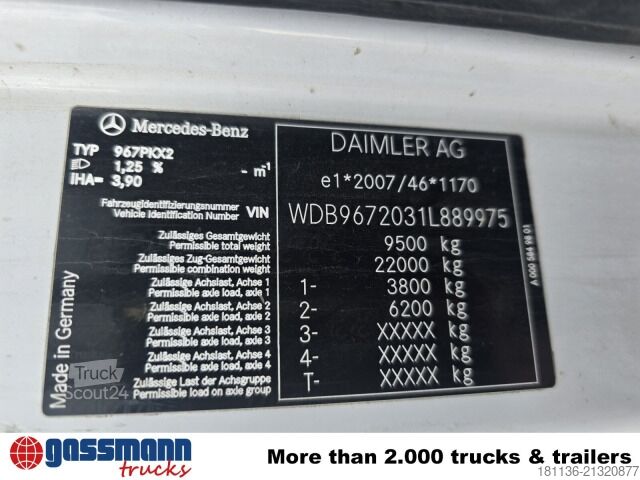 Mercedes-Benz
TYP 967PKX2
1,25 % - m-1
IHA= 3,90
Fahrzeugidentifizierungsnummer
Vehicle Identification Number VIN
Zulässiges Gesamtgewicht
Permissible total weight
Zulässiges Zug-Gesamtgewicht
Permissible combination weight
Zulässige Achslast, Achse 1
Permissible axle load, axle 1
Zulässige Achslast, Achse 2
Permissible axle load, axle 2
Zulässige Achslast, Achse 3
Permissible axle load, axle 3
Zulässige Achslast, Achse 4
Permissible axle load, axle 4
Zulässige Last der Achsgruppe
Permissible load on axle group
Made in Germany
DAIMLER AG
e1*2007/46*1170
WDB9672031L889975
9500 kg
22000 kg
1- 3800 kg
2- 6200 kg
3- XXXXX kg
4- XXXXX kg
T- XXXXX kg
A 000 584 98 01
Truck
Scout24
gassmann
trucks
More than 2.000 trucks & trailers
181136-21320877